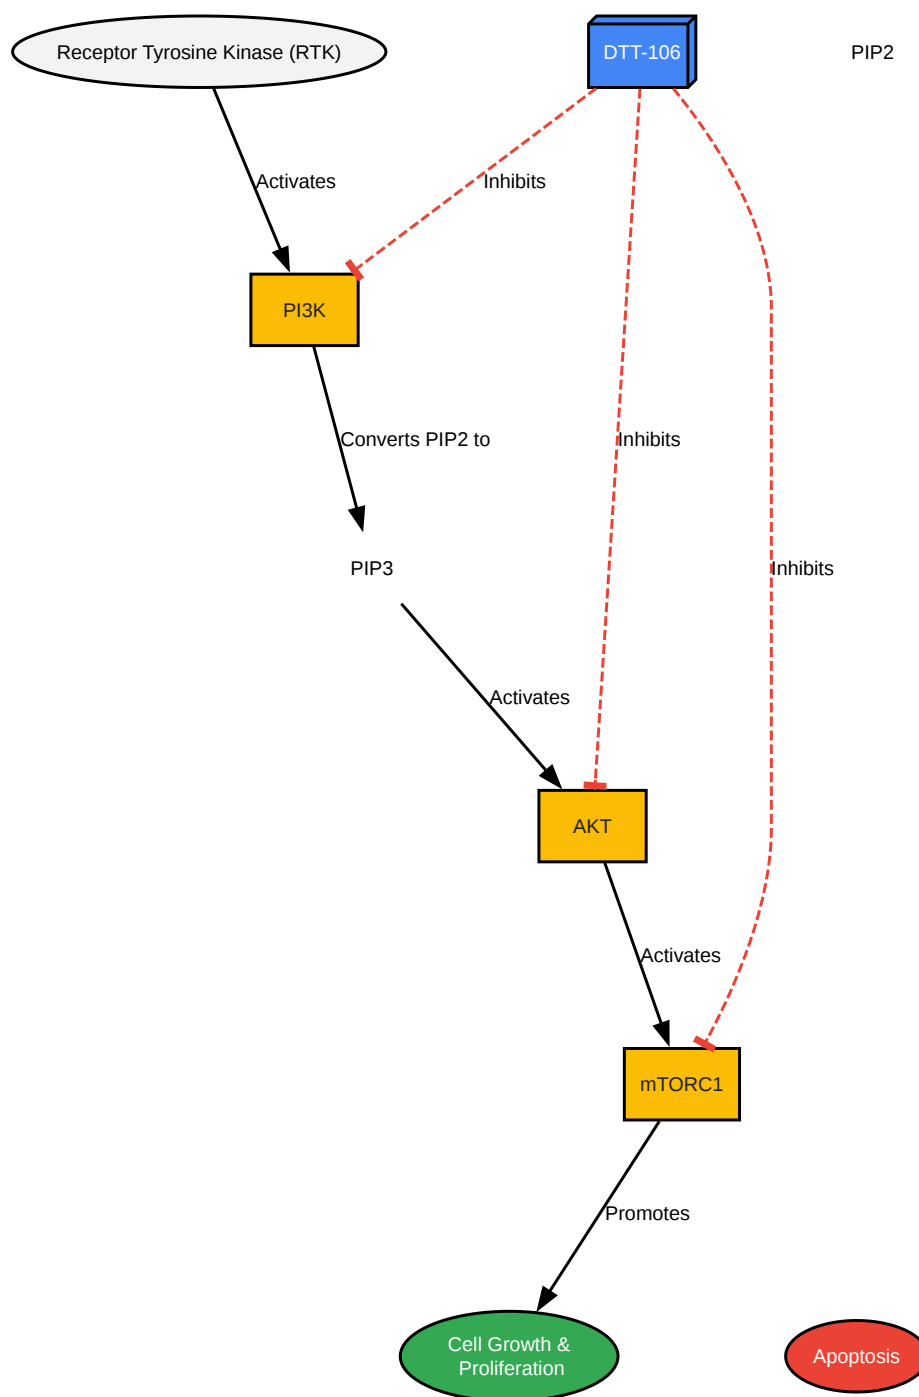 Receptor Tyrosine Kinase (RTK)
DTT-106
PIP2
Activates
Inhibits
PI3K
Converts PIP2 to
Inhibits
PIP3
Inhibits
Activates
AKT
Activates
mTORC1
Promotes
Cell Growth &
Proliferation
Apoptosis